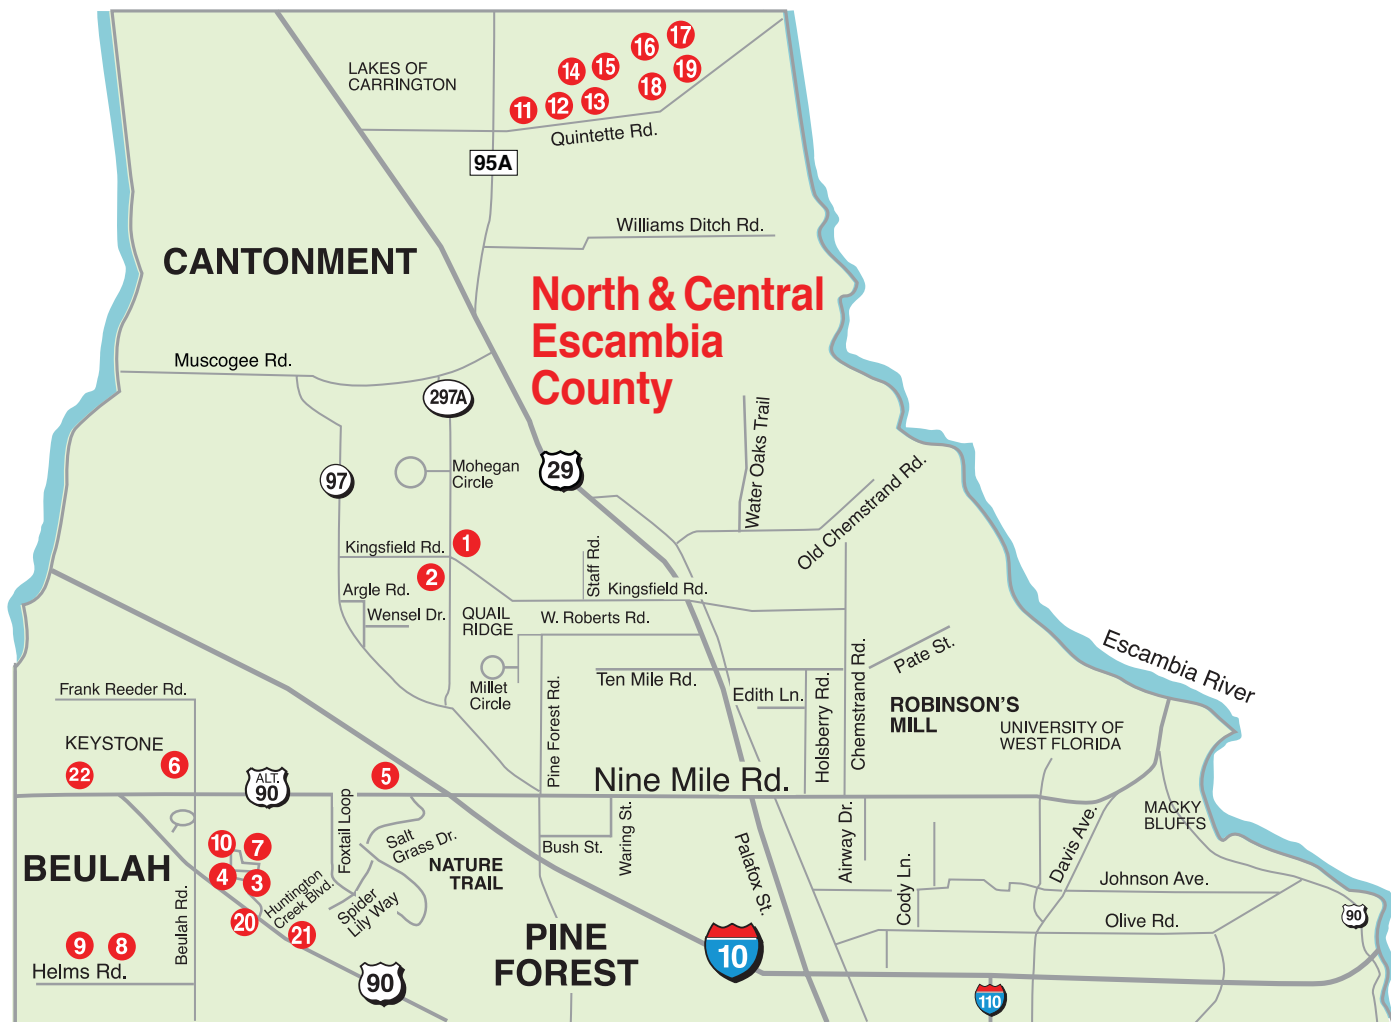 17
16
15
19
14
18
13
12
11
LAKES OF
CARRINGTON
Quintette Rd.
95A
Williams Ditch Rd.
CANTONMENT
North & Central
Escambia
County
Muscogee Rd.
297A
Water Oaks Trail
Mohegan
Circle
29
97
Old Chemstrand Rd.
1
Kingsfield Rd.
2
Staff Rd.
Argle Rd.
Kingsfield Rd.
Wensel Dr.
QUAIL
RIDGE
W. Roberts Rd.
Pate St.
Escambia River
Ten Mile Rd.
Frank Reeder Rd.
Millet
Circle
Edith Ln.
Pine Forest Rd.
Holsberry Rd.
Chemstrand Rd.
ROBINSON'S
MILL
UNIVERSITY OF
WEST FLORIDA
KEYSTONE
22
6
5
ALT.
90
Nine Mile Rd.
MACKY
BLUFFS
Foxtail Loop
Salt
Grass Dr.
Waring St.
Airway Dr.
Davis Ave.
10
7
Bush St.
Palafox St.
BEULAH
NATURE
TRAIL
4
3
Huntington
Creek Blvd.
Spider
Lily Way
Cody Ln.
Johnson Ave.
20
21
Beulah Rd.
Olive Rd.
90
9
8
PINE
FOREST
10
Helms Rd.
90
110